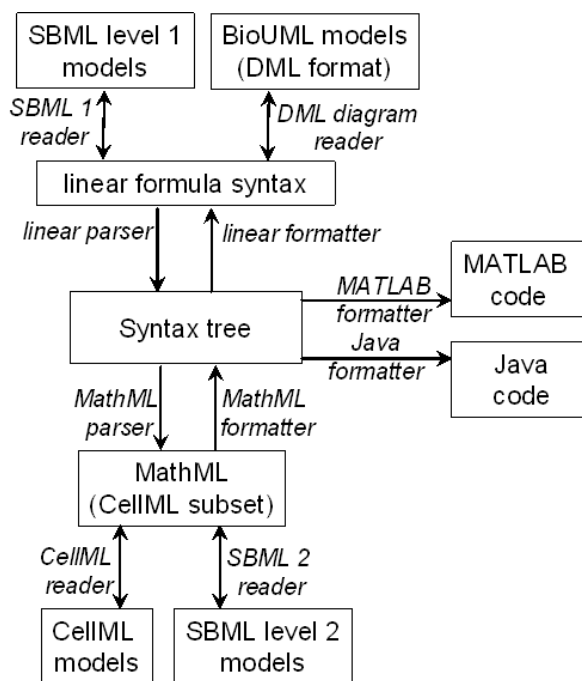 SBML level 1
models
BioUML models
(DML format)
SBML 1
reader
DML diagram
reader
linear formula syntax
linear parser
linear formatter
MATLAB
formatter
MATLAB
code
Syntax tree
Java
formatter
Java
code
MathML
parser
MathML
formatter
MathML
(CellML subset)
CellML
reader
SBML 2
reader
CellML
models
SBML level 2
models